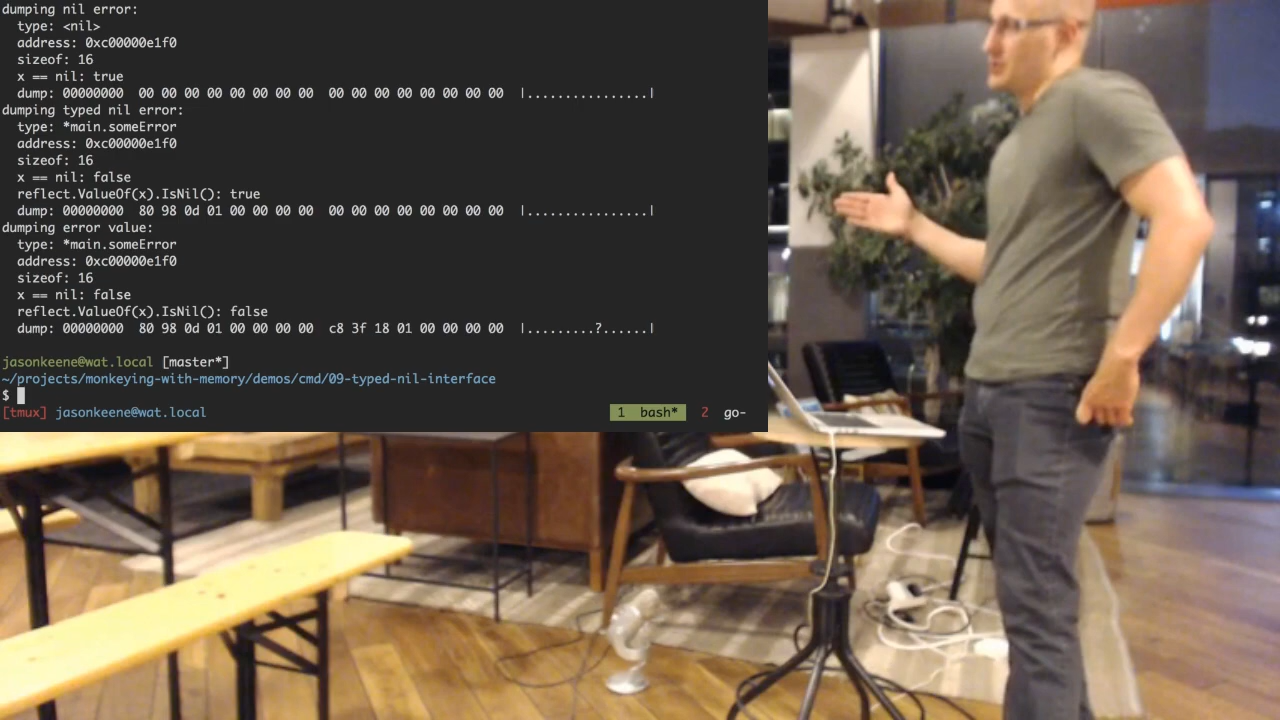 dumping nil error:
type: <nil>
address: 0xc00000e1f0
sizeof: 16
x == nil: true
dump: 00000000  00 00 00 00 00 00 00 00  00 00 00 00 00 00 00 00  |................|
dumping typed nil error:
type: *main.someError
address: 0xc00000e1f0
sizeof: 16
x == nil: false
reflect.ValueOf(x).IsNil(): true
dump: 00000000  80 98 0d 01 00 00 00 00  00 00 00 00 00 00 00 00  |................|
dumping error value:
type: *main.someError
address: 0xc00000e1f0
sizeof: 16
x == nil: false
reflect.ValueOf(x).IsNil(): false
dump: 00000000  80 98 0d 01 00 00 00 00  c8 3f 18 01 00 00 00 00  |.........?......|
jasonkeene@wat.local [master*]
~/projects/monkeying-with-memory/demos/cmd/09-typed-nil-interface
$
[tmux] jasonkeene@wat.local 1 bash* 2 go-